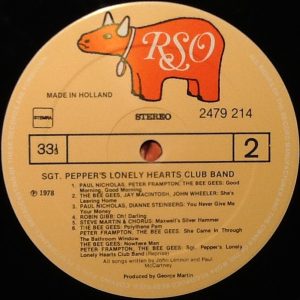 RSO
MADE IN HOLLAND
STEMRA
STEREO
2479 214
33⅓
2
SGT. PEPPER'S LONELY HEARTS CLUB BAND
℗ 1978
1. PAUL NICHOLAS, PETER FRAMPTON, THE BEE GEES: Good
Morning, Good Morning
2. THE BEE GEES, JAY MACINTOSH, JOHN WHEELER: She's
Leaving Home
3. PAUL NICHOLAS, DIANNE STEINBERG: You Never Give Me
Your Money
4. ROBIN GIBB: Oh! Darling
5. STEVE MARTIN & CHORUS: Maxwell's Silver Hammer
6. THE BEE GEES: Polythene Pam
PETER FRAMPTON, THE BEE GEES: She Came In Through
The Bathroom Window
THE BEE GEES: Nowhere Man
PETER FRAMPTON, THE BEE GEES: Sgt. Pepper's Lonely
Lonely Hearts Club Band (Reprise)
All songs written by John Lennon and Paul
McCartney
Produced by George Martin